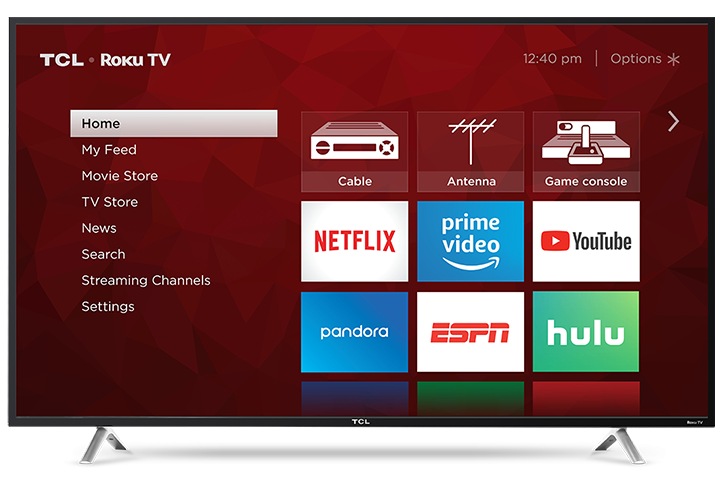 TCL • Roku TV
12:40 pm | Options
Home
My Feed
Movie Store
TV Store
News
Search
Streaming Channels
Settings
Cable
Antenna
Game console
NETFLIX
prime
video
YouTube
pandora
ESPN
hulu
TCL
Roku TV